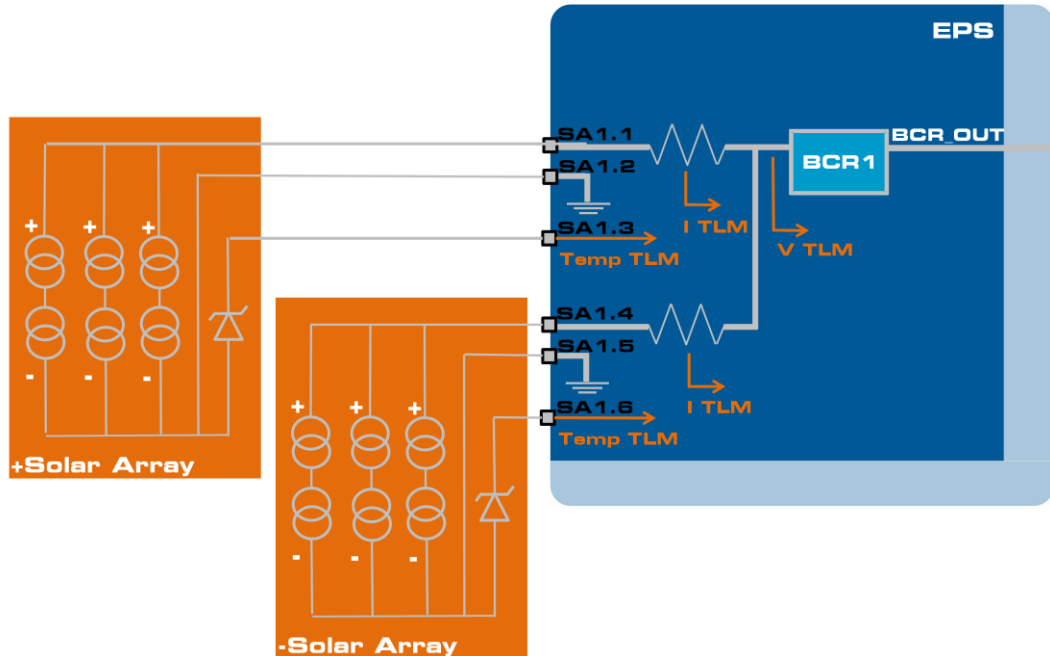 EPS
SA1.1
BCR_OUT
BCR1
SA1.2
I TLM
V TLM
SA1.3
Temp TLM
+ + +
- - -
+Solar Array
SA1.4
SA1.5
I TLM
SA1.6
Temp TLM
+ + +
- - -
-Solar Array